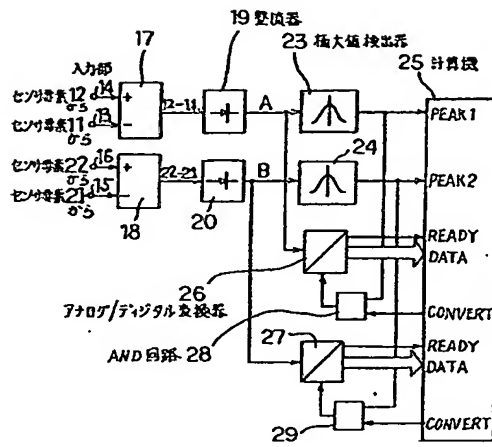 17
19 整流器
23 極大値検出器
25 計算機
入力部
センサ要素12から 14 +
センサ要素11から 13 −
12-11
A
PEAK 1
センサ要素22から 16 +
センサ要素21から 15 −
22-21
B
24
PEAK 2
18
20
READY
DATA
26
アナログ/ディジタル変換器
CONVERT
AND回路 28
27
READY
DATA
29
CONVERT